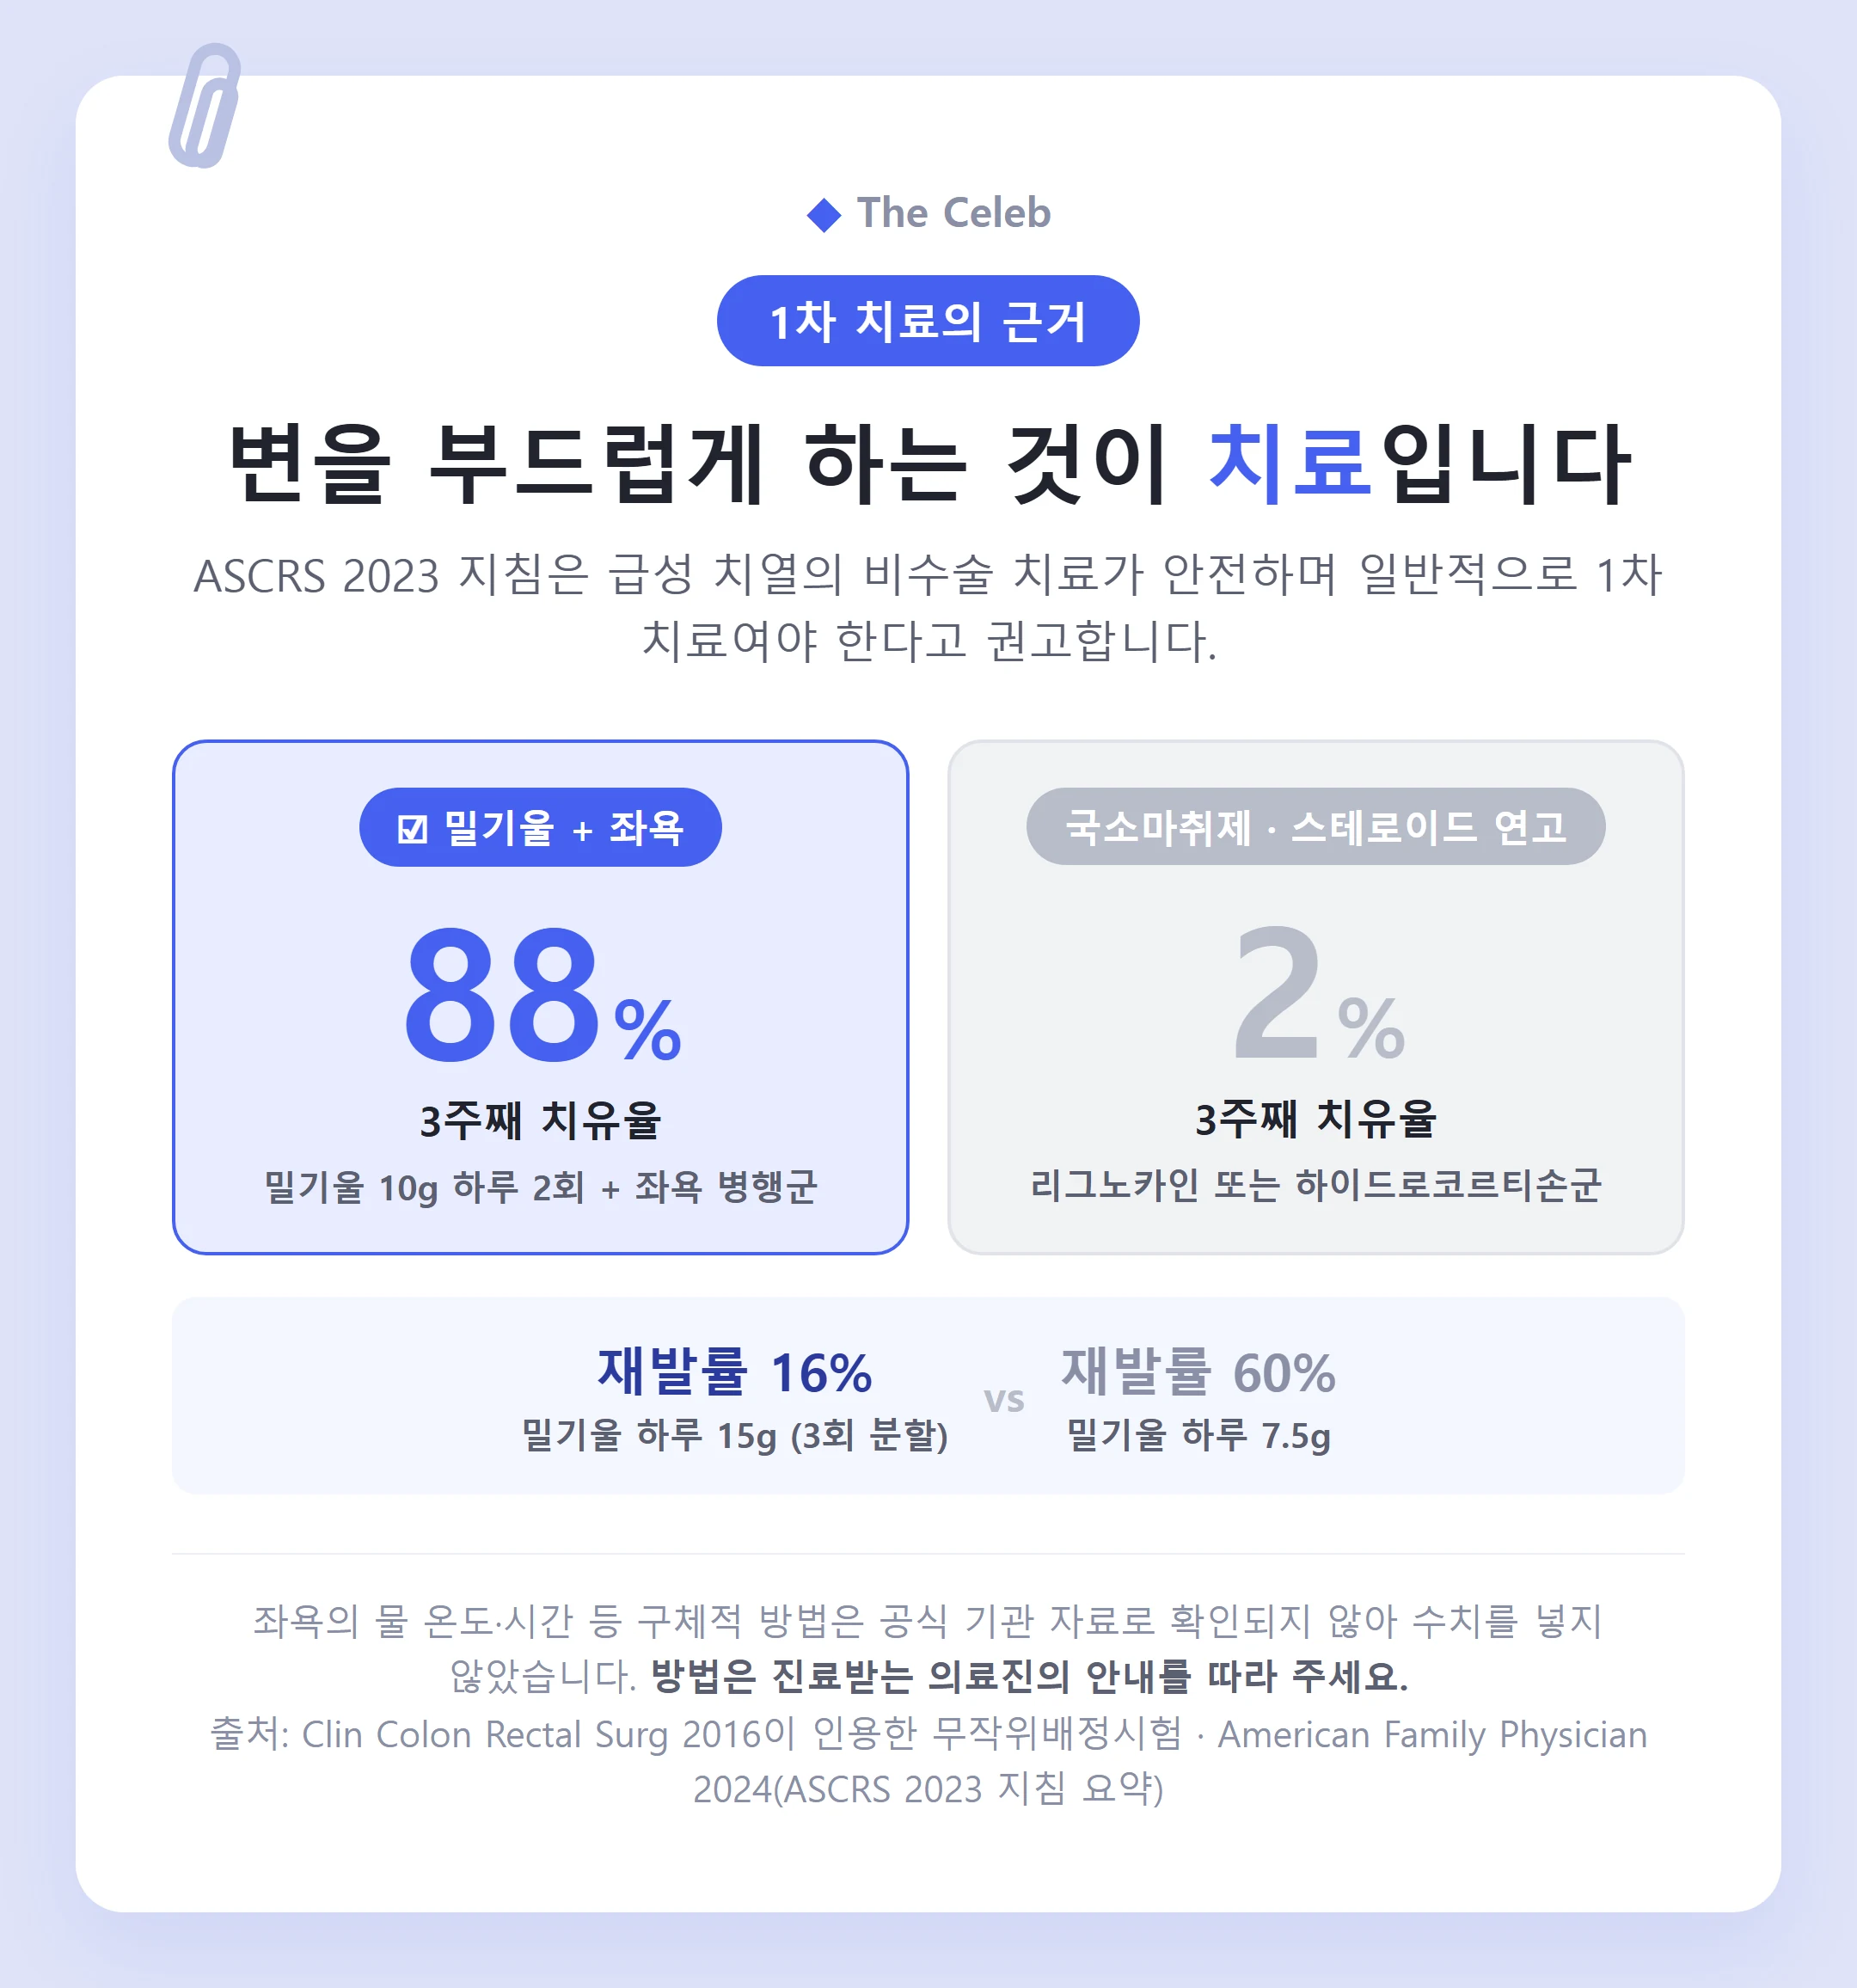 The Celeb
1차 치료의 근거
변을 부드럽게 하는 것이 치료입니다
ASCRS 2023 지침은 급성 치열의 비수술 치료가 안전하며 일반적으로 1차
치료여야 한다고 권고합니다.
☑ 밀기울 + 좌욕
88%
3주째 치유율
밀기울 10g 하루 2회 + 좌욕 병행군
국소마취제 · 스테로이드 연고
2%
3주째 치유율
리그노카인 또는 하이드로코르티손군
재발률 16%
밀기울 하루 15g (3회 분할)
vs
재발률 60%
밀기울 하루 7.5g
좌욕의 물 온도·시간 등 구체적 방법은 공식 기관 자료로 확인되지 않아 수치를 넣지
않았습니다. 방법은 진료받는 의료진의 안내를 따라 주세요.
출처: Clin Colon Rectal Surg 2016이 인용한 무작위배정시험 · American Family Physician
2024(ASCRS 2023 지침 요약)